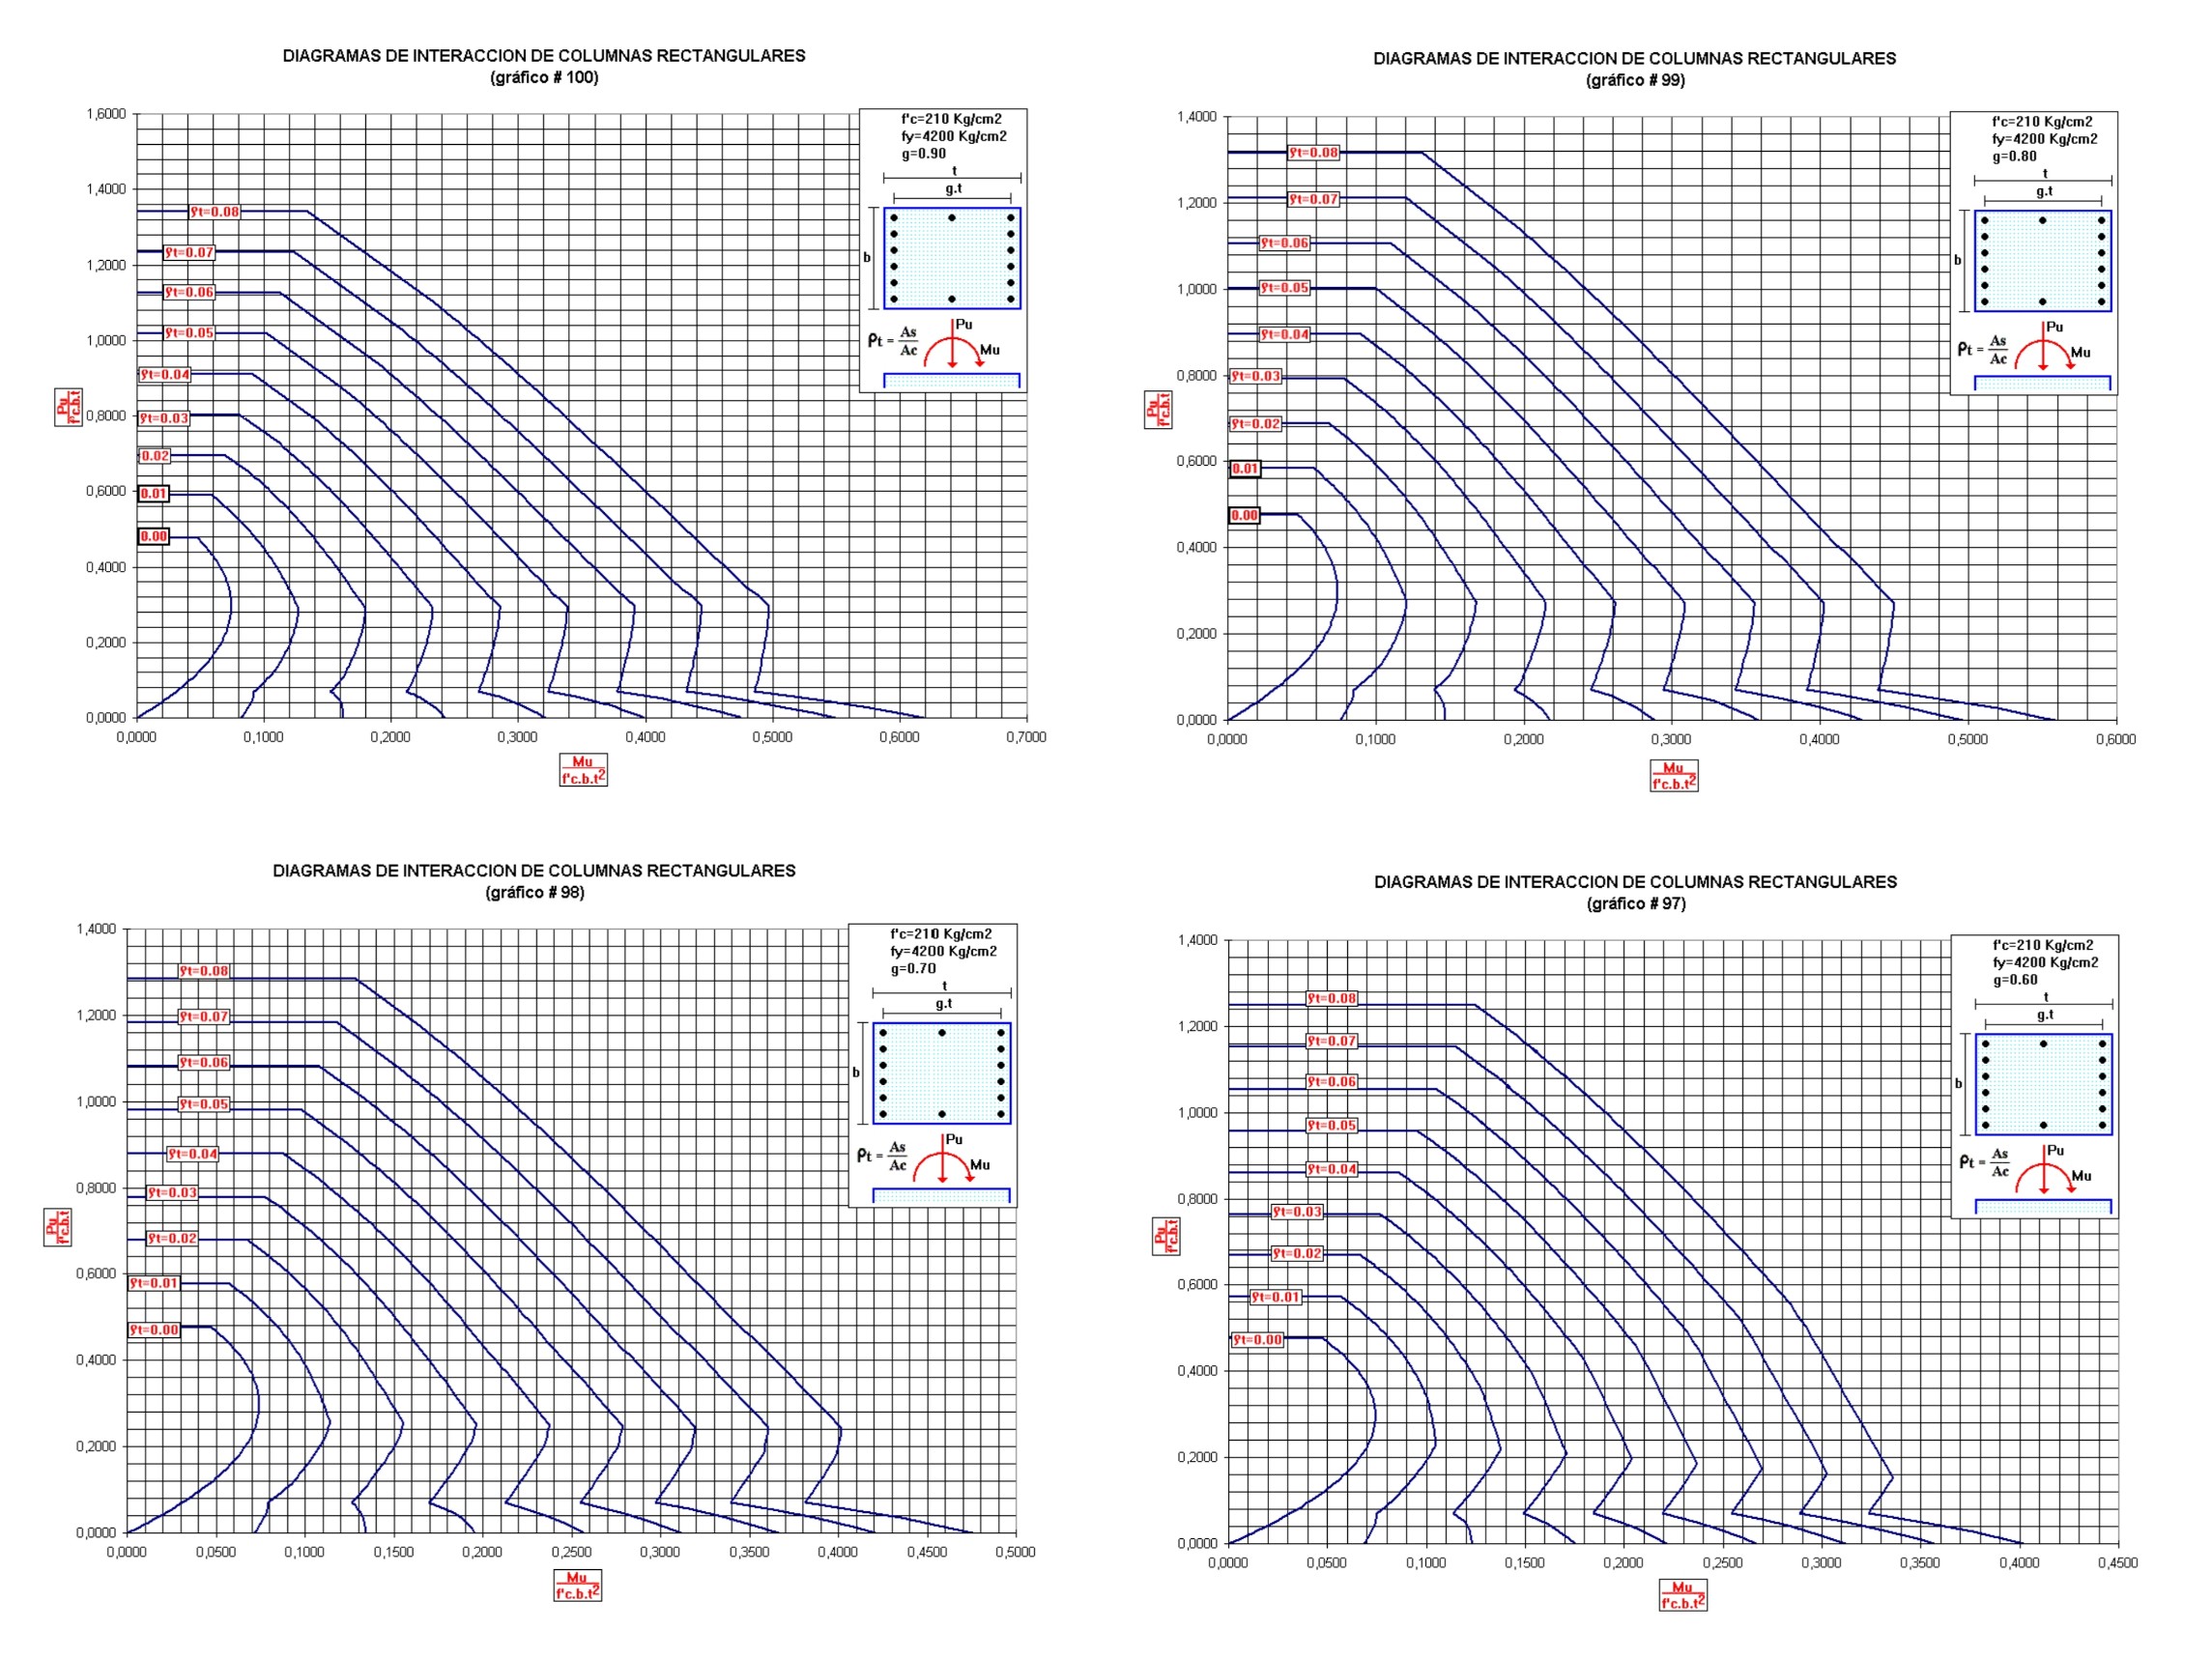 DIAGRAMAS DE INTERACCION DE COLUMNAS RECTANGULARES
(gráfico # 100)
1,6000
1,4000
1,2000
1,0000
0,8000
0,6000
0,4000
0,2000
0,0000
ρt=0.08
ρt=0.07
ρt=0.06
ρt=0.05
ρt=0.04
ρt=0.03
0.02
0.01
0.00
f'c=210 Kg/cm2
fy=4200 Kg/cm2
g=0.90
t
g.t
b
ρt = As
Ac
Pu
Mu
Pu
f'c.b.t
0,0000 0,1000 0,2000 0,3000 0,4000 0,5000 0,6000 0,7000
Mu
f'c.b.t2
DIAGRAMAS DE INTERACCION DE COLUMNAS RECTANGULARES
(gráfico # 99)
1,4000
1,2000
1,0000
0,8000
0,6000
0,4000
0,2000
0,0000
ρt=0.08
ρt=0.07
ρt=0.06
ρt=0.05
ρt=0.04
ρt=0.03
ρt=0.02
0.01
0.00
f'c=210 Kg/cm2
fy=4200 Kg/cm2
g=0.80
t
g.t
b
ρt = As
Ac
Pu
Mu
Pu
f'c.b.t
0,0000 0,1000 0,2000 0,3000 0,4000 0,5000 0,6000
Mu
f'c.b.t2
DIAGRAMAS DE INTERACCION DE COLUMNAS RECTANGULARES
(gráfico # 98)
1,4000
1,2000
1,0000
0,8000
0,6000
0,4000
0,2000
0,0000
ρt=0.08
ρt=0.07
ρt=0.06
ρt=0.05
ρt=0.04
ρt=0.03
ρt=0.02
ρt=0.01
ρt=0.00
f'c=210 Kg/cm2
fy=4200 Kg/cm2
g=0.70
t
g.t
b
ρt = As
Ac
Pu
Mu
Pu
f'c.b.t
0,0000 0,0500 0,1000 0,1500 0,2000 0,2500 0,3000 0,3500 0,4000 0,4500 0,5000
Mu
f'c.b.t2
DIAGRAMAS DE INTERACCION DE COLUMNAS RECTANGULARES
(gráfico # 97)
1,4000
1,2000
1,0000
0,8000
0,6000
0,4000
0,2000
0,0000
ρt=0.08
ρt=0.07
ρt=0.06
ρt=0.05
ρt=0.04
ρt=0.03
ρt=0.02
ρt=0.01
ρt=0.00
f'c=210 Kg/cm2
fy=4200 Kg/cm2
g=0.60
t
g.t
b
ρt = As
Ac
Pu
Mu
Pu
f'c.b.t
0,0000 0,0500 0,1000 0,1500 0,2000 0,2500 0,3000 0,3500 0,4000 0,4500
Mu
f'c.b.t2